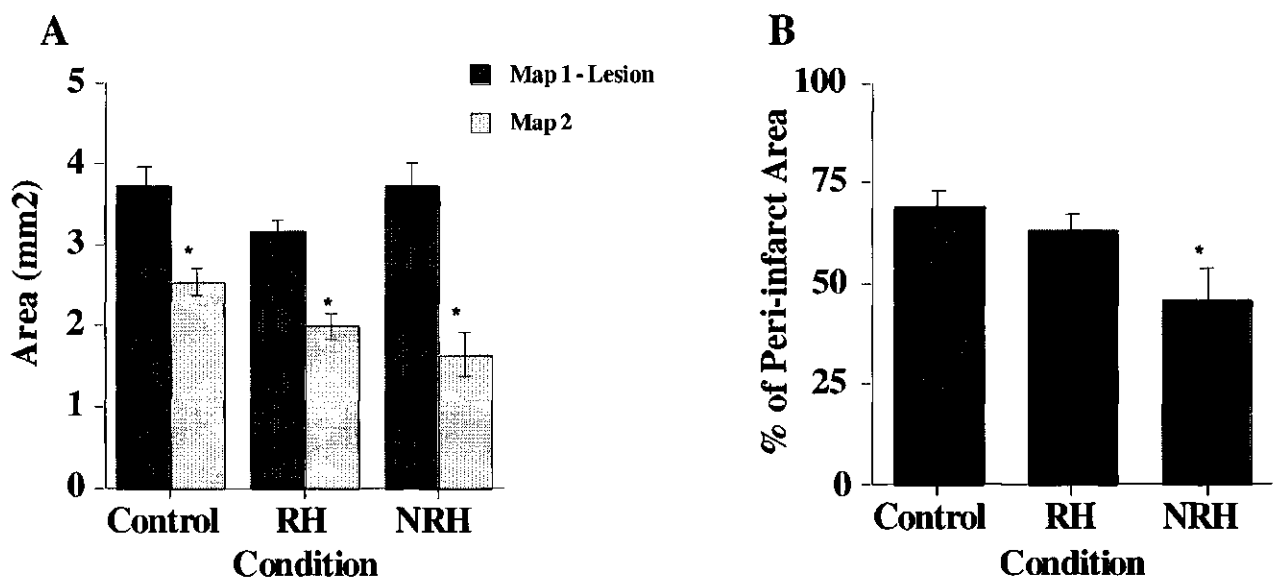 A
Area (mm2)
5
4
3
2
1
0
Map 1 - Lesion
Map 2
*
*
*
Control RH NRH
Condition
B
% of Peri-infarct Area
100
75
50
25
0
*
Control RH NRH
Condition